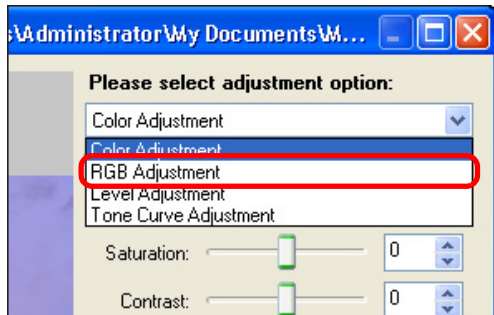 s\Administrator\My Documents\M...
Please select adjustment option:
Color Adjustment
Color Adjustment
RGB Adjustment
Level Adjustment
Tone Curve Adjustment
Saturation: 0
Contrast: 0